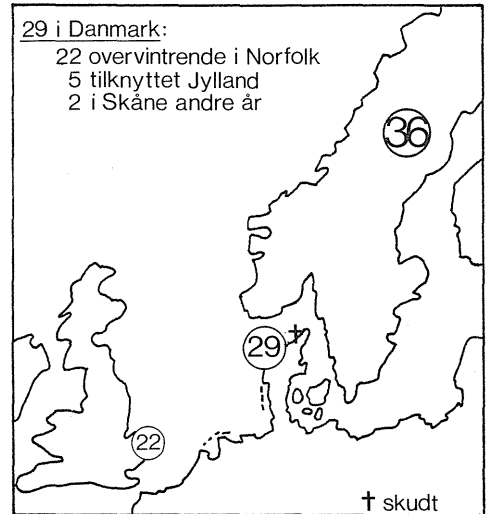 29 i Danmark:
22 overvintrende i Norfolk
5 tilknyttet Jylland
2 i Skåne andre år
36
29
22
† skudt